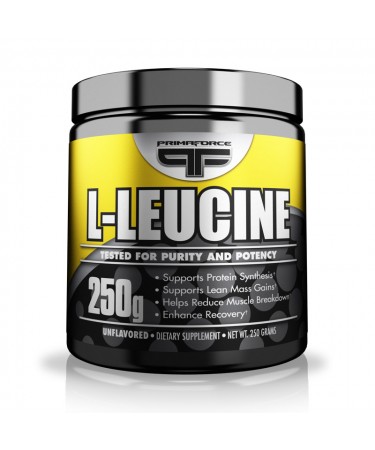 PRIMAFORCE
L-LEUCINE
TESTED FOR PURITY AND POTENCY
250g
• Supports Protein Synthesis†
• Supports Lean Mass Gains†
• Helps Reduce Muscle Breakdown†
• Enhance Recovery†
UNFLAVORED • DIETARY SUPPLEMENT • NET WT. 250 GRAMS